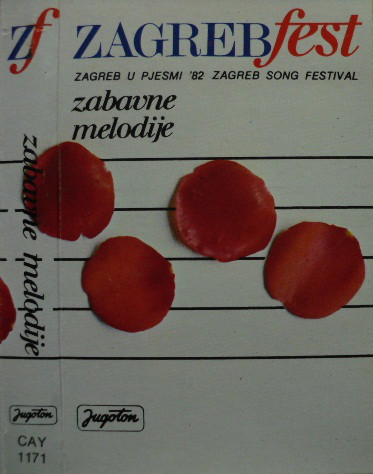 zf
ZAGREBfest
ZAGREB U PJESMI '82 ZAGREB SONG FESTIVAL
zabavne
melodije
zabavne melodije
Jugoton
Jugoton
CAY
1171